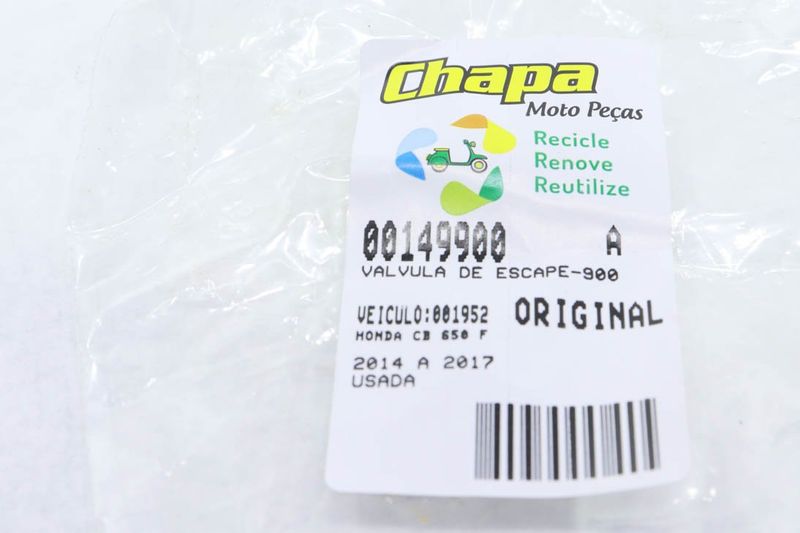 Chapa
Moto Peças
Recicle
Renove
Reutilize
00149900 A
VALVULA DE ESCAPE-900
VEICULO:001952 ORIGINAL
HONDA CB 650 F
2014 A 2017
USADA